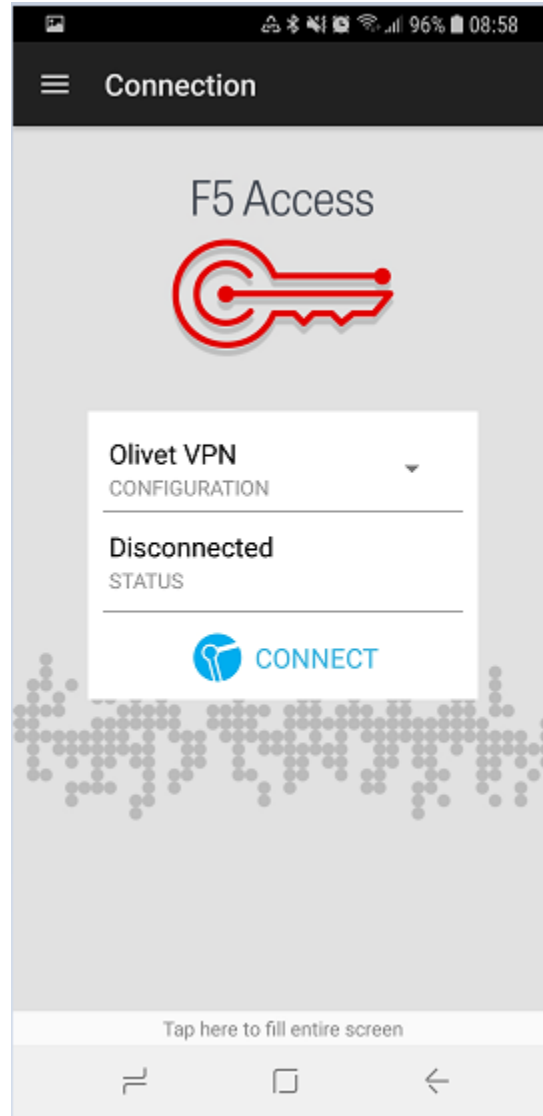 96% 08:58
Connection
F5 Access
Olivet VPN
CONFIGURATION
Disconnected
STATUS
CONNECT
Tap here to fill entire screen